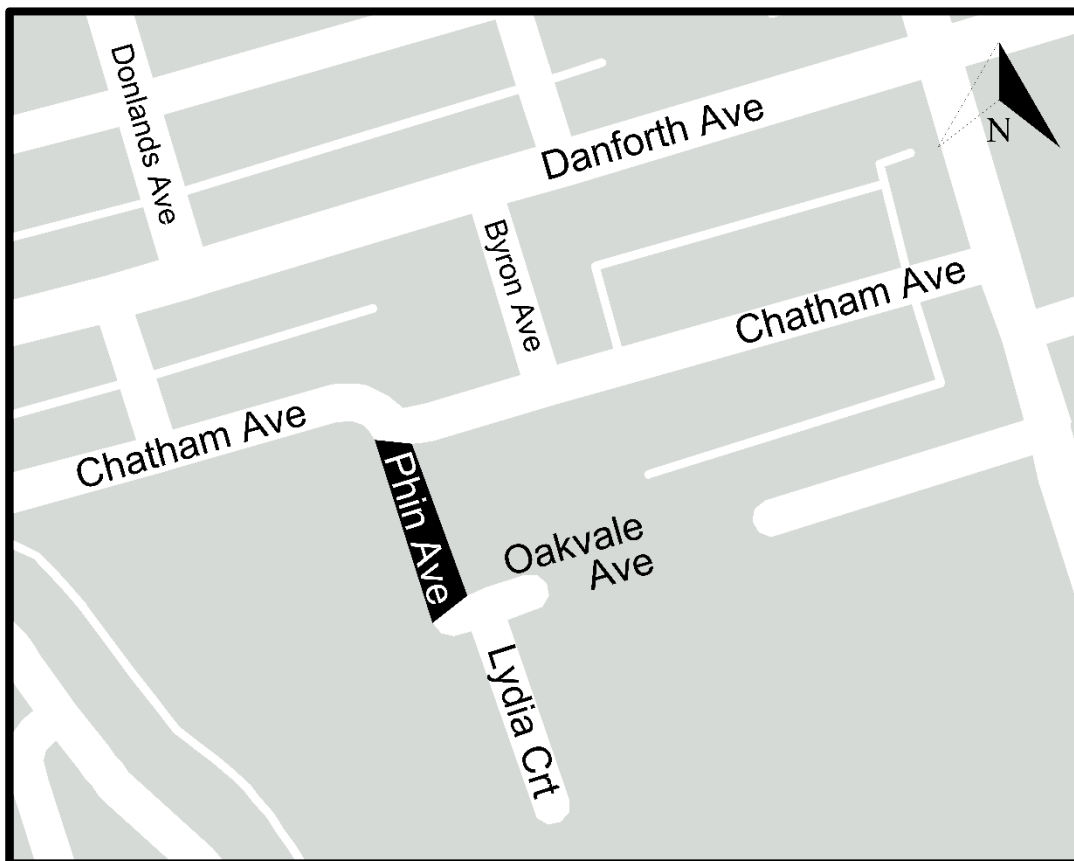 Donlands Ave
Danforth Ave
N
Byron Ave
Chatham Ave
Chatham Ave
Phin Ave
Oakvale
Ave
Lydia Crt